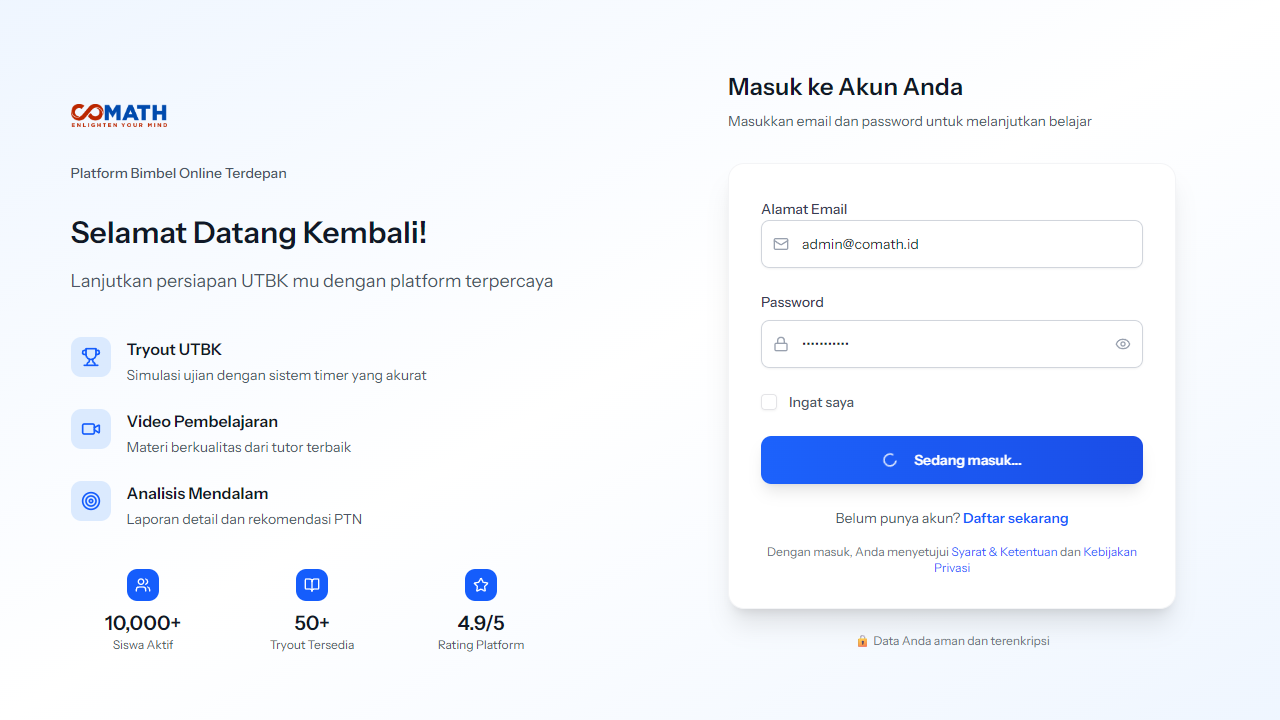 COMATH
ENLIGHTEN YOUR MIND
Platform Bimbel Online Terdepan
Selamat Datang Kembali!
Lanjutkan persiapan UTBK mu dengan platform terpercaya
Tryout UTBK
Simulasi ujian dengan sistem timer yang akurat
Video Pembelajaran
Materi berkualitas dari tutor terbaik
Analisis Mendalam
Laporan detail dan rekomendasi PTN
10,000+
Siswa Aktif
50+
Tryout Tersedia
4.9/5
Rating Platform
Masuk ke Akun Anda
Masukkan email dan password untuk melanjutkan belajar
Alamat Email
admin@comath.id
Password
•••••••••••
Ingat saya
Sedang masuk...
Belum punya akun? Daftar sekarang
Dengan masuk, Anda menyetujui Syarat & Ketentuan dan Kebijakan
Privasi
🔒 Data Anda aman dan terenkripsi